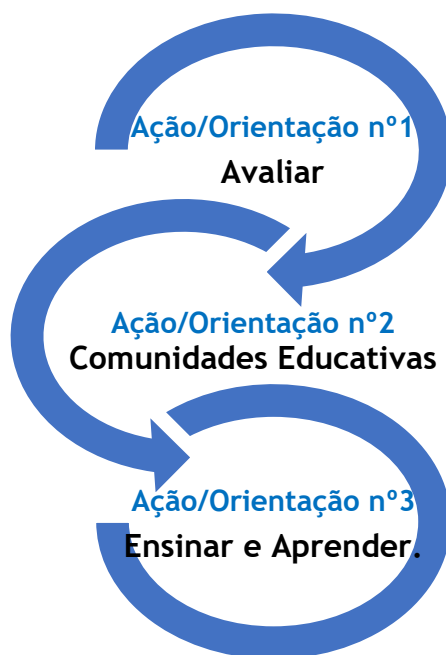 Ação/Orientação nº1
Avaliar
Ação/Orientação nº2
Comunidades Educativas
Ação/Orientação nº3
Ensinar e Aprender.